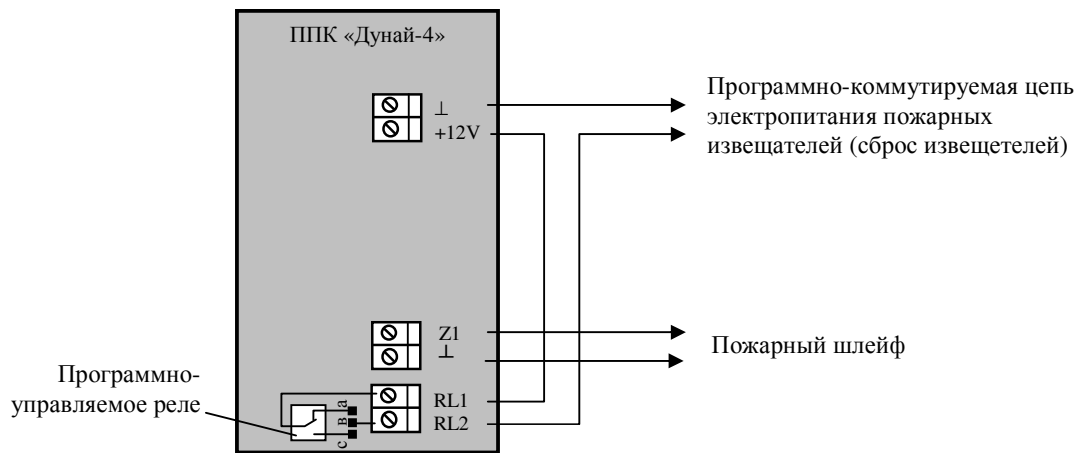 ППК «Дунай-4»
⊥
+12V
Программно-коммутируемая цепь
электропитания пожарных
извещателей (сброс извещетелей)
Z1
⊥
Пожарный шлейф
Программно-
управляемое реле
a
в
c
RL1
RL2